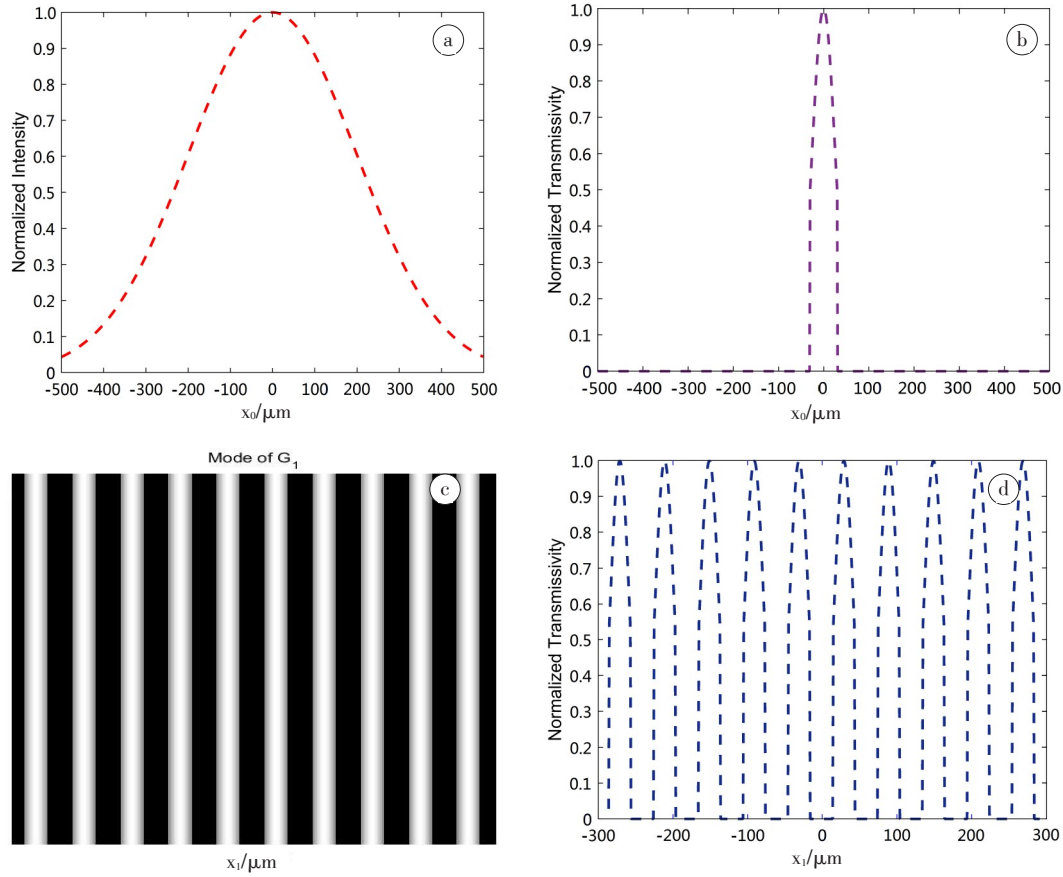 a
Normalized Intensity
1.0
0.9
0.8
0.7
0.6
0.5
0.4
0.3
0.2
0.1
0
-500 -400 -300 -200 -100 0 100 200 300 400 500
x₀/μm
b
Normalized Transmissivity
1.0
0.9
0.8
0.7
0.6
0.5
0.4
0.3
0.2
0.1
0
-500 -400 -300 -200 -100 0 100 200 300 400 500
x₀/μm
Mode of G₁
c
x₁/μm
d
Normalized Transmissivity
1.0
0.9
0.8
0.7
0.6
0.5
0.4
0.3
0.2
0.1
0
-300 -200 -100 0 100 200 300
x₁/μm